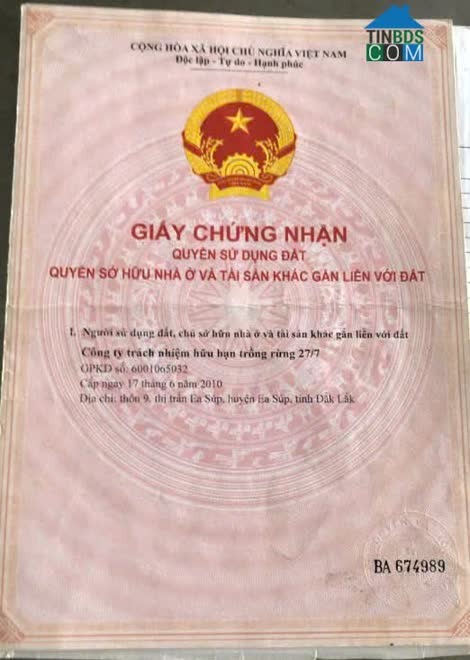 TINBDS
COM
CỘNG HÒA XÃ HỘI CHỦ NGHĨA VIỆT NAM
Độc lập - Tự do - Hạnh phúc
GIẤY CHỨNG NHẬN
QUYỀN SỬ DỤNG ĐẤT
QUYỀN SỞ HỮU NHÀ Ở VÀ TÀI SẢN KHÁC GẮN LIỀN VỚI ĐẤT
I. Người sử dụng đất, chủ sở hữu nhà ở và tài sản khác gắn liền với đất
Công ty trách nhiệm hữu hạn trồng rừng 27/7
GPKD số: 6001065032
Cấp ngày 17 tháng 6 năm 2010
Địa chỉ: thôn 9, thị trấn Ea Súp, huyện Ea Súp, tỉnh Đắk Lắk
BA 674989